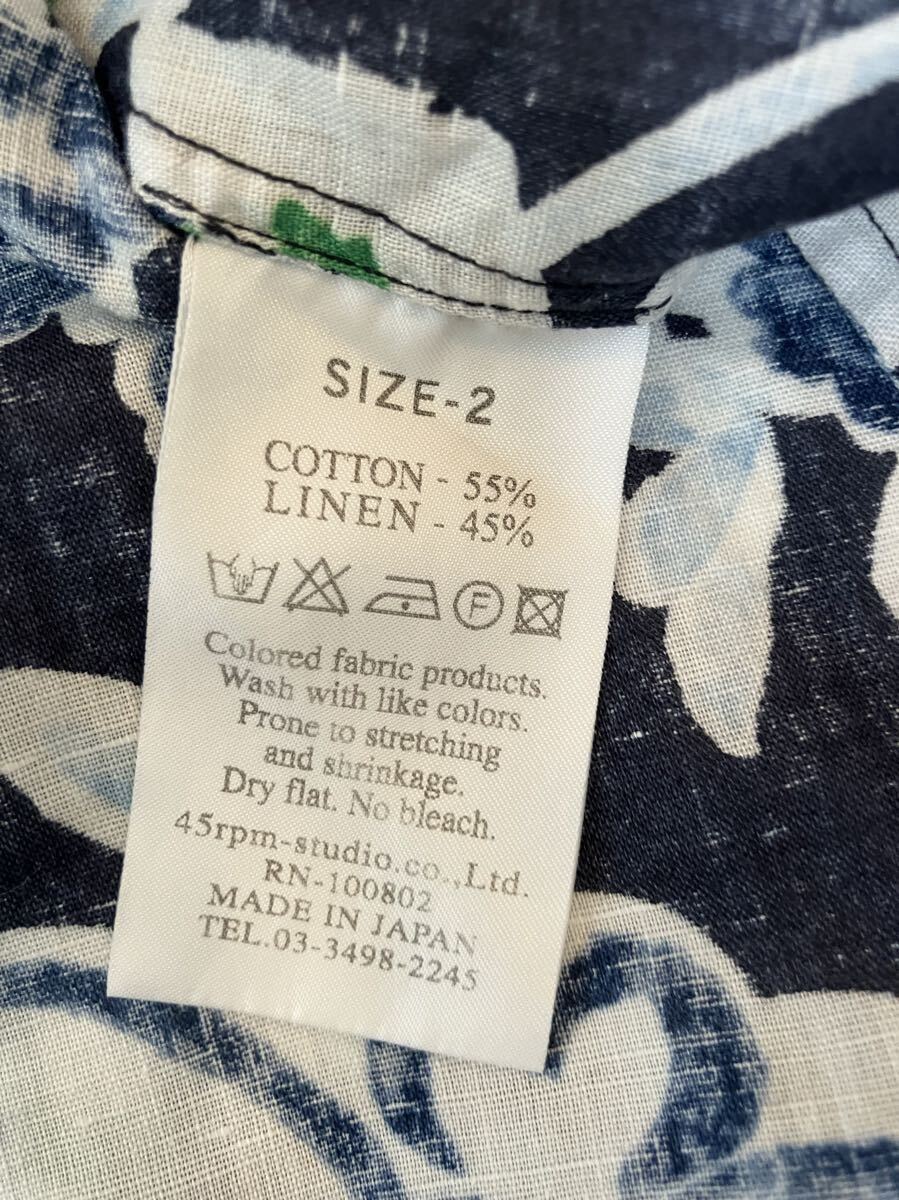 SIZE-2
COTTON - 55%
LINEN - 45%
F
Colored fabric products.
Wash with like colors.
Prone to stretching
and shrinkage.
Dry flat. No bleach.
45rpm-studio.co.,Ltd.
RN-100802
MADE IN JAPAN
TEL.03-3498-2245